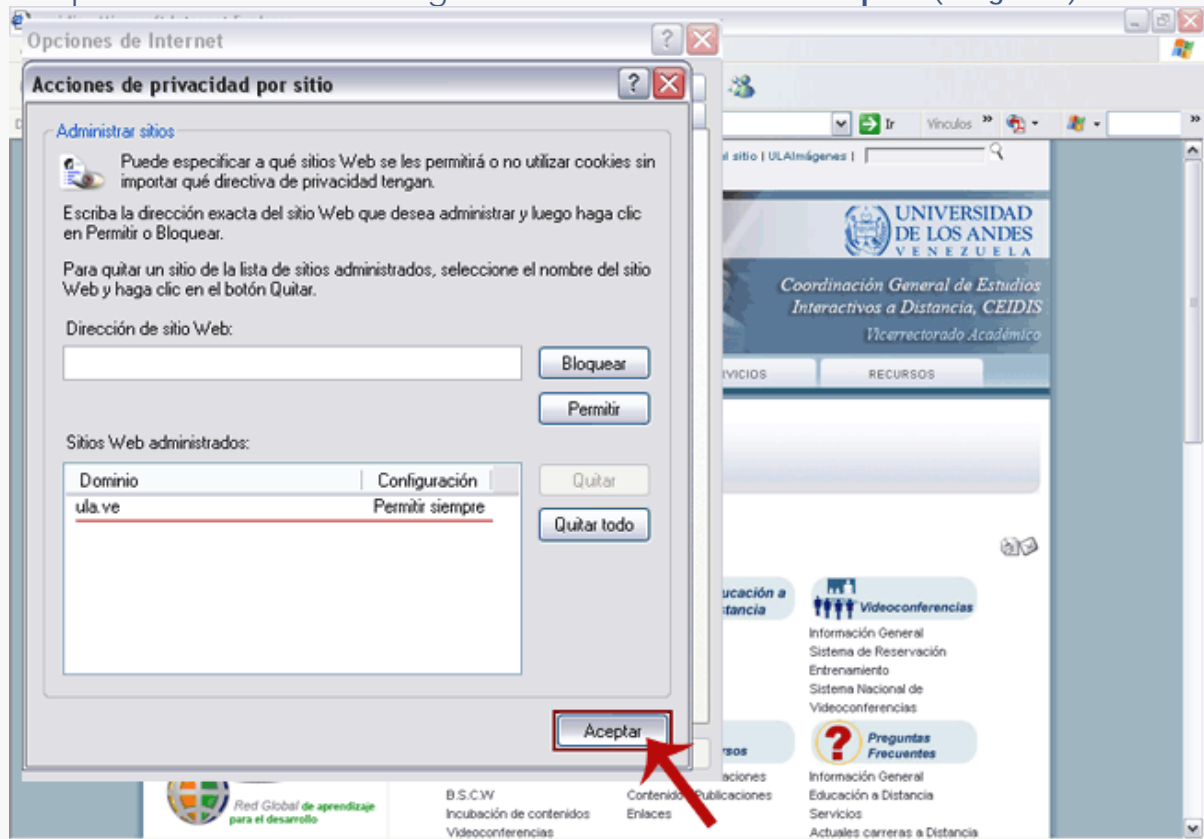 Opciones de Internet
Acciones de privacidad por sitio
Administrar sitios
Puede especificar a qué sitios Web se les permitirá o no utilizar cookies sin
importar qué directiva de privacidad tengan.
Escriba la dirección exacta del sitio Web que desea administrar y luego haga clic
en Permitir o Bloquear.
Para quitar un sitio de la lista de sitios administrados, seleccione el nombre del sitio
Web y haga clic en el botón Quitar.
Dirección de sitio Web:
Bloquear
Permitir
Sitios Web administrados:
Dominio Configuración
ula.ve Permitir siempre
Quitar
Quitar todo
Aceptar
Ir Vínculos »
»
sitio | ULAImágenes |
UNIVERSIDAD
DE LOS ANDES
VENEZUELA
Coordinación General de Estudios
Interactivos a Distancia, CEIDIS
Vicerrectorado Académico
RECURSOS
Videoconferencias
Información General
Sistema de Reservación
Entrenamiento
Sistema Nacional de
Videoconferencias
Preguntas
Frecuentes
Información General
Educación a Distancia
Servicios
Actuales carreras a Distancia
Red Global de aprendizaje
para el desarrollo
B.S.C.W
Incubación de contenidos
Videoconferencias
Publicaciones
Enlaces